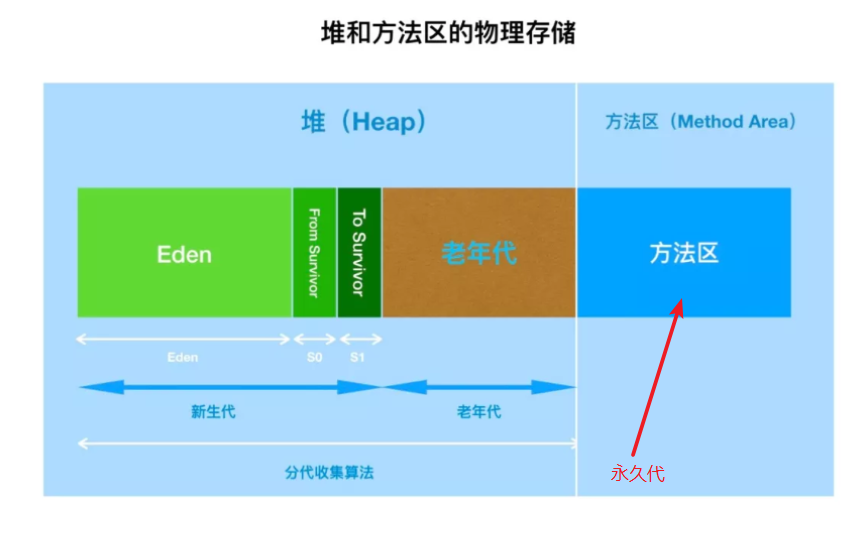 堆和方法区的物理存储
堆（Heap）
方法区（Method Area）
Eden
From Survivor
To Survivor
老年代
方法区
Eden
S0
S1
新生代
老年代
分代收集算法
永久代